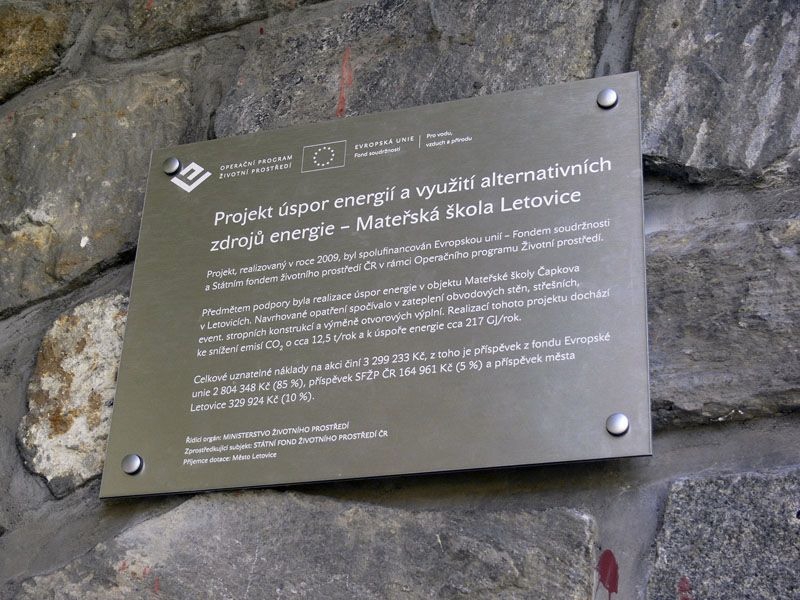 OPERAČNÍ PROGRAM
ŽIVOTNÍ PROSTŘEDÍ
EVROPSKÁ UNIE
Fond soudržnosti
Pro vodu,
vzduch a přírodu
Projekt úspor energií a využití alternativních
zdrojů energie – Mateřská škola Letovice
Projekt, realizovaný v roce 2009, byl spolufinancován Evropskou unií – Fondem soudržnosti
a Státním fondem životního prostředí ČR v rámci Operačního programu Životní prostředí.
Předmětem podpory byla realizace úspor energie v objektu Mateřské školy Čapkova
v Letovicích. Navrhované opatření spočívalo v zateplení obvodových stěn, střešních,
event. stropních konstrukcí a výměně otvorových výplní. Realizací tohoto projektu dochází
ke snížení emisí CO₂ o cca 12,5 t/rok a k úspoře energie cca 217 GJ/rok.
Celkové uznatelné náklady na akci činí 3 299 233 Kč, z toho je příspěvek z fondu Evropské
unie 2 804 348 Kč (85 %), příspěvek SFŽP ČR 164 961 Kč (5 %) a příspěvek města
Letovice 329 924 Kč (10 %).
Řídící orgán: MINISTERSTVO ŽIVOTNÍHO PROSTŘEDÍ
Zprostředkující subjekt: STÁTNÍ FOND ŽIVOTNÍHO PROSTŘEDÍ ČR
Příjemce dotace: Město Letovice